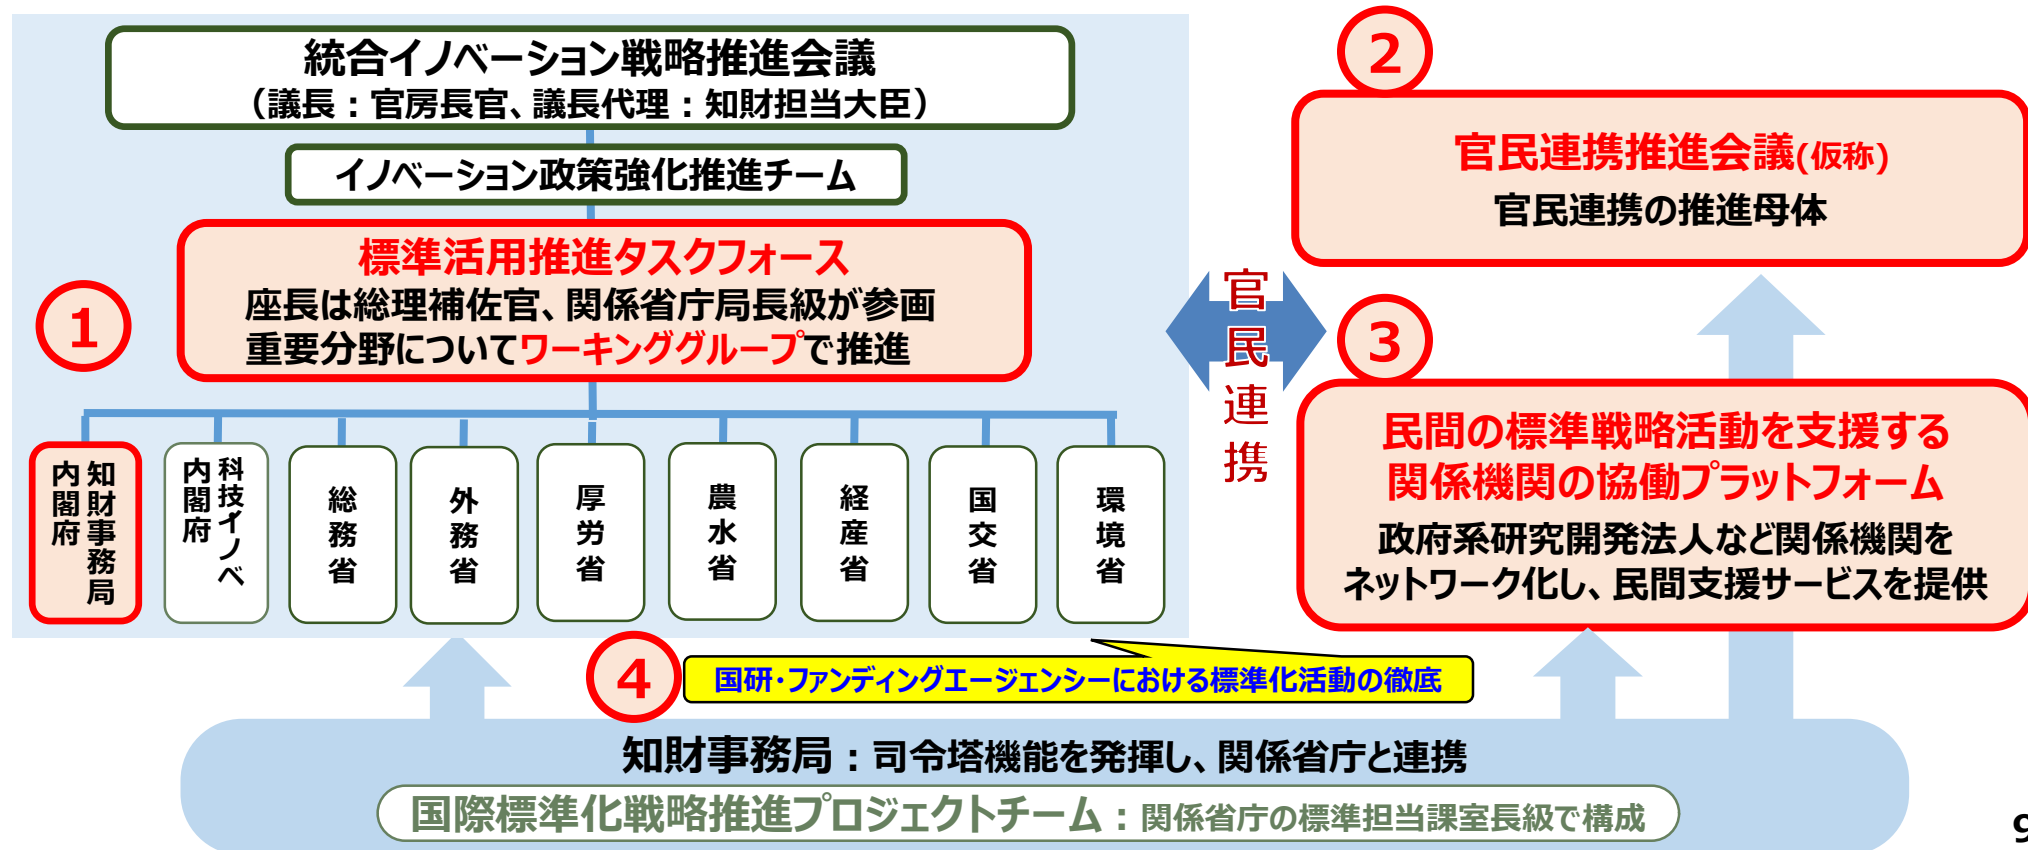 統合イノベーション戦略推進会議
（議長：官房長官、議長代理：知財担当大臣）
イノベーション政策強化推進チーム
1
標準活用推進タスクフォース
座長は総理補佐官、関係省庁局長級が参画
重要分野についてワーキンググループで推進
内閣府
知財事務局
内閣府
科技イノベ
総務省
外務省
厚労省
農水省
経産省
国交省
環境省
官民連携
2
官民連携推進会議(仮称)
官民連携の推進母体
3
民間の標準戦略活動を支援する
関係機関の協働プラットフォーム
政府系研究開発法人など関係機関を
ネットワーク化し、民間支援サービスを提供
4
国研・ファンディングエージェンシーにおける標準化活動の徹底
知財事務局：司令塔機能を発揮し、関係省庁と連携
国際標準化戦略推進プロジェクトチーム：関係省庁の標準担当課室長級で構成
9